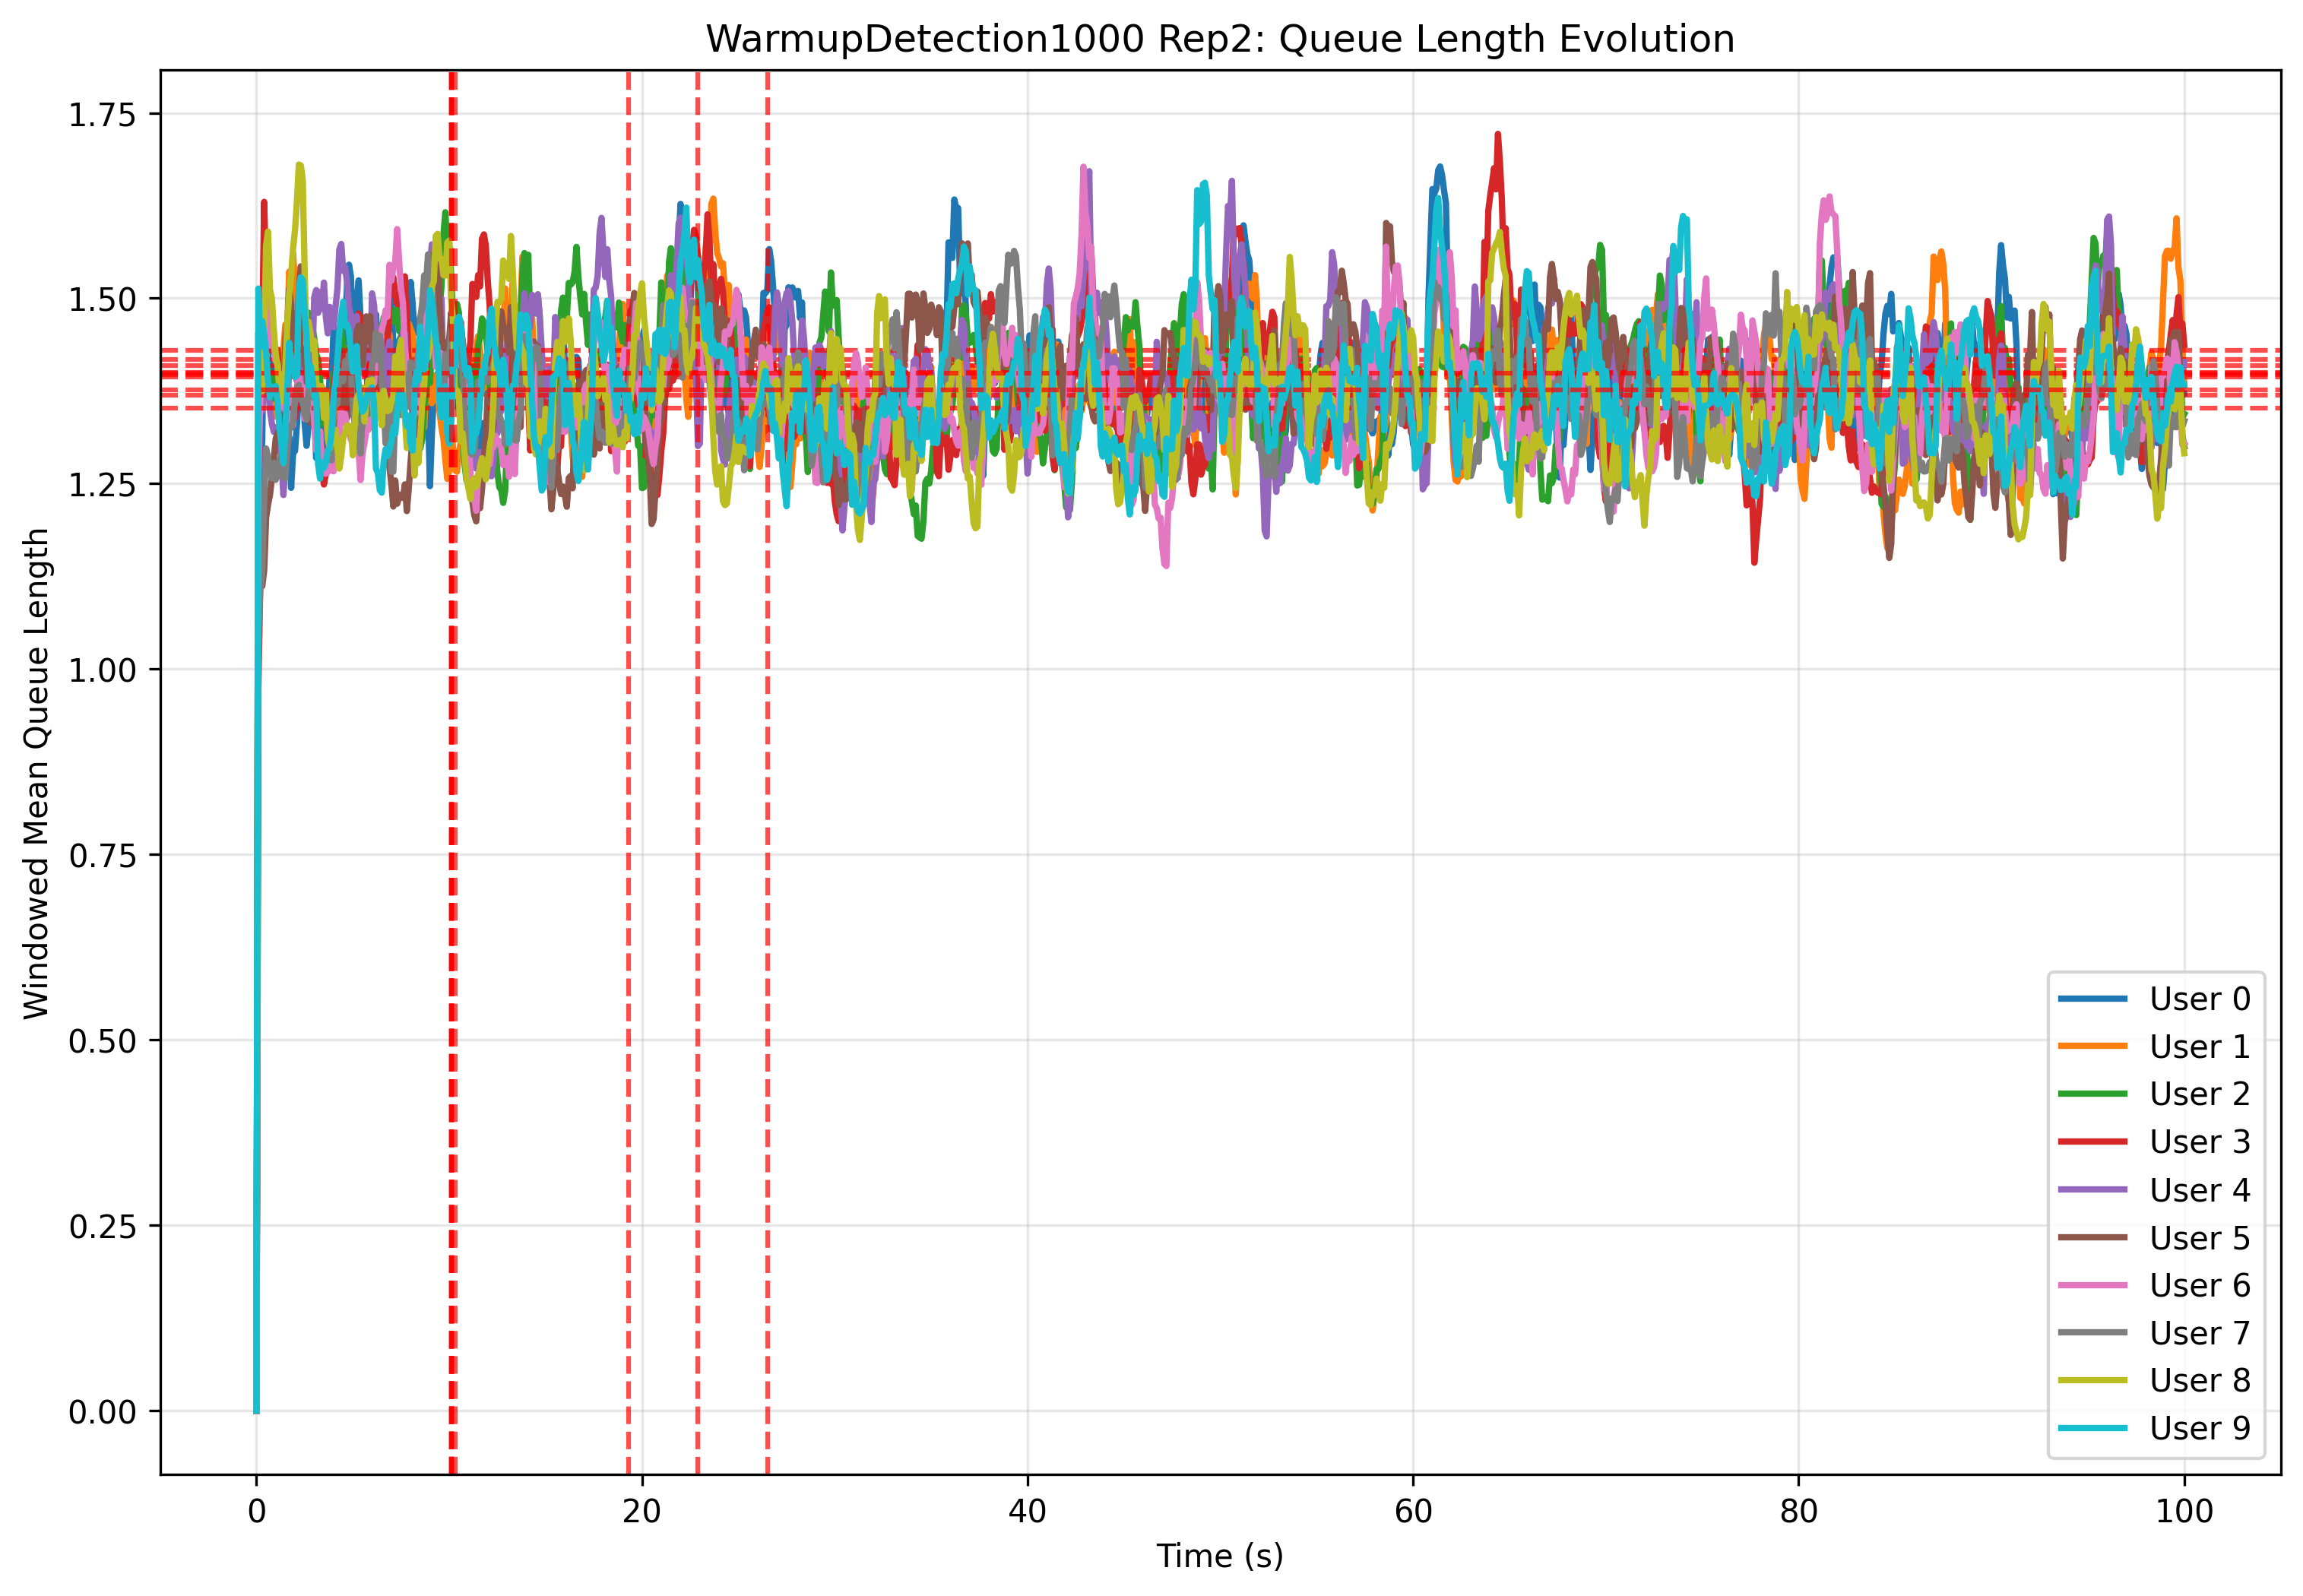 WarmupDetection1000 Rep2: Queue Length Evolution
Windowed Mean Queue Length
1.75
1.50
1.25
1.00
0.75
0.50
0.25
0.00
0
20
40
60
80
100
Time (s)
User 0
User 1
User 2
User 3
User 4
User 5
User 6
User 7
User 8
User 9